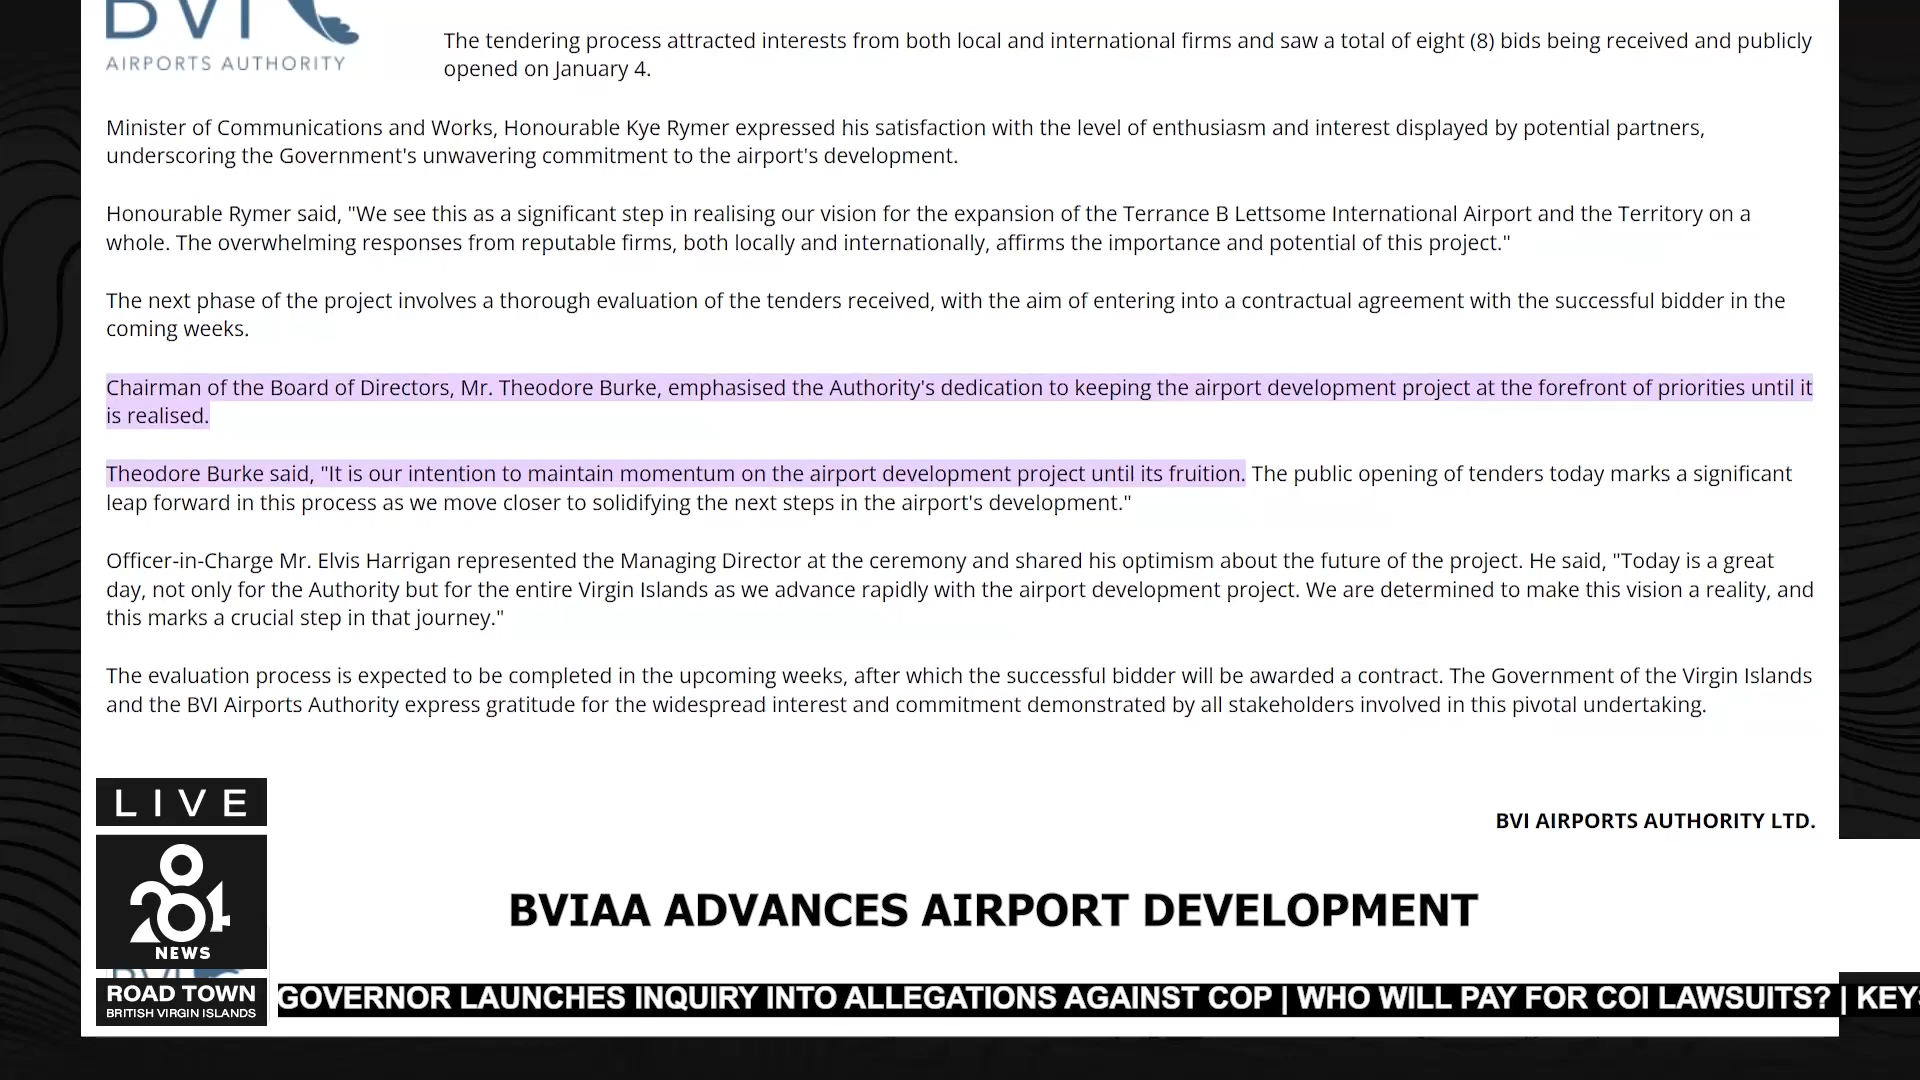 BVI
AIRPORTS AUTHORITY
The tendering process attracted interests from both local and international firms and saw a total of eight (8) bids being received and publicly
opened on January 4.
Minister of Communications and Works, Honourable Kye Rymer expressed his satisfaction with the level of enthusiasm and interest displayed by potential partners,
underscoring the Government's unwavering commitment to the airport's development.
Honourable Rymer said, "We see this as a significant step in realising our vision for the expansion of the Terrance B Lettsome International Airport and the Territory on a
whole. The overwhelming responses from reputable firms, both locally and internationally, affirms the importance and potential of this project."
The next phase of the project involves a thorough evaluation of the tenders received, with the aim of entering into a contractual agreement with the successful bidder in the
coming weeks.
Chairman of the Board of Directors, Mr. Theodore Burke, emphasised the Authority's dedication to keeping the airport development project at the forefront of priorities until it
is realised.
Theodore Burke said, "It is our intention to maintain momentum on the airport development project until its fruition. The public opening of tenders today marks a significant
leap forward in this process as we move closer to solidifying the next steps in the airport's development."
Officer-in-Charge Mr. Elvis Harrigan represented the Managing Director at the ceremony and shared his optimism about the future of the project. He said, "Today is a great
day, not only for the Authority but for the entire Virgin Islands as we advance rapidly with the airport development project. We are determined to make this vision a reality, and
this marks a crucial step in that journey."
The evaluation process is expected to be completed in the upcoming weeks, after which the successful bidder will be awarded a contract. The Government of the Virgin Islands
and the BVI Airports Authority express gratitude for the widespread interest and commitment demonstrated by all stakeholders involved in this pivotal undertaking.
BVI AIRPORTS AUTHORITY LTD.
LIVE
284
NEWS
BVIAA ADVANCES AIRPORT DEVELOPMENT
ROAD TOWN
BRITISH VIRGIN ISLANDS
GOVERNOR LAUNCHES INQUIRY INTO ALLEGATIONS AGAINST COP | WHO WILL PAY FOR COI LAWSUITS? |